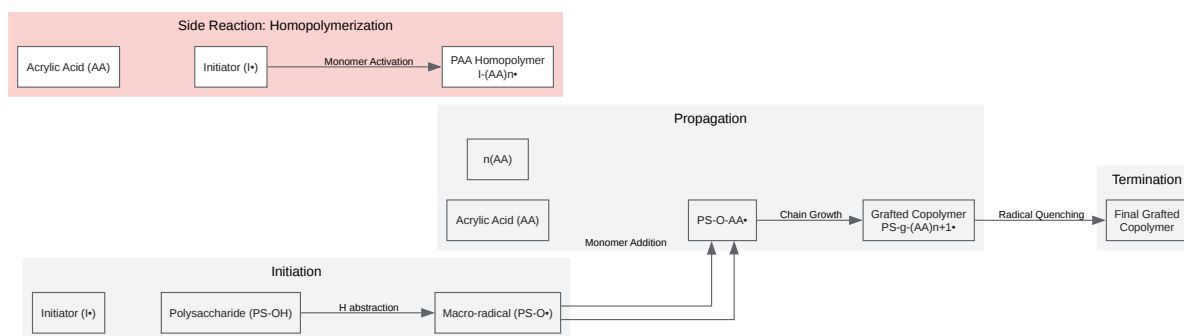 Side Reaction: Homopolymerization
Acrylic Acid (AA)
Initiator (I•)
Monomer Activation
PAA Homopolymer
I-(AA)n•
Propagation
n(AA)
Acrylic Acid (AA)
PS-O-AA•
Chain Growth
Grafted Copolymer
PS-g-(AA)n+1•
Radical Quenching
Termination
Final Grafted
Copolymer
Monomer Addition
Initiation
Initiator (I•)
Polysaccharide (PS-OH)
H abstraction
Macro-radical (PS-O•)